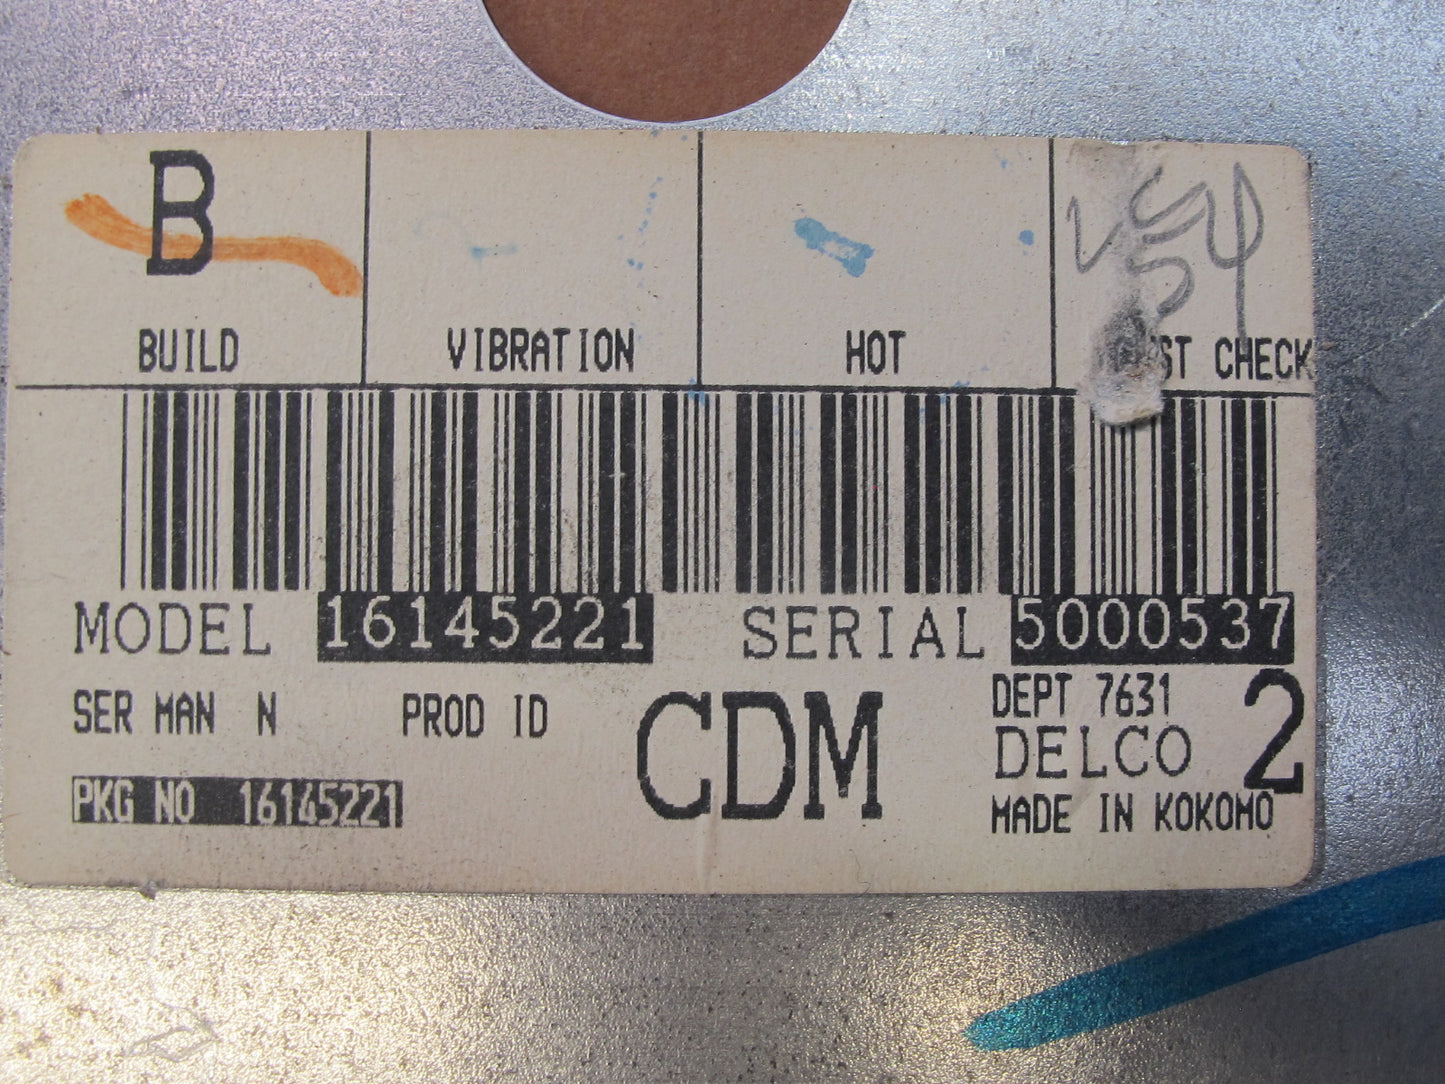 B
BUILD VIBRATION HOT ST CHECK
MODEL 16145221 SERIAL 5000537
SER MAN N PROD ID CDM DEPT 7631 2
DELCO
PKG NO 16145221 MADE IN KOKOMO